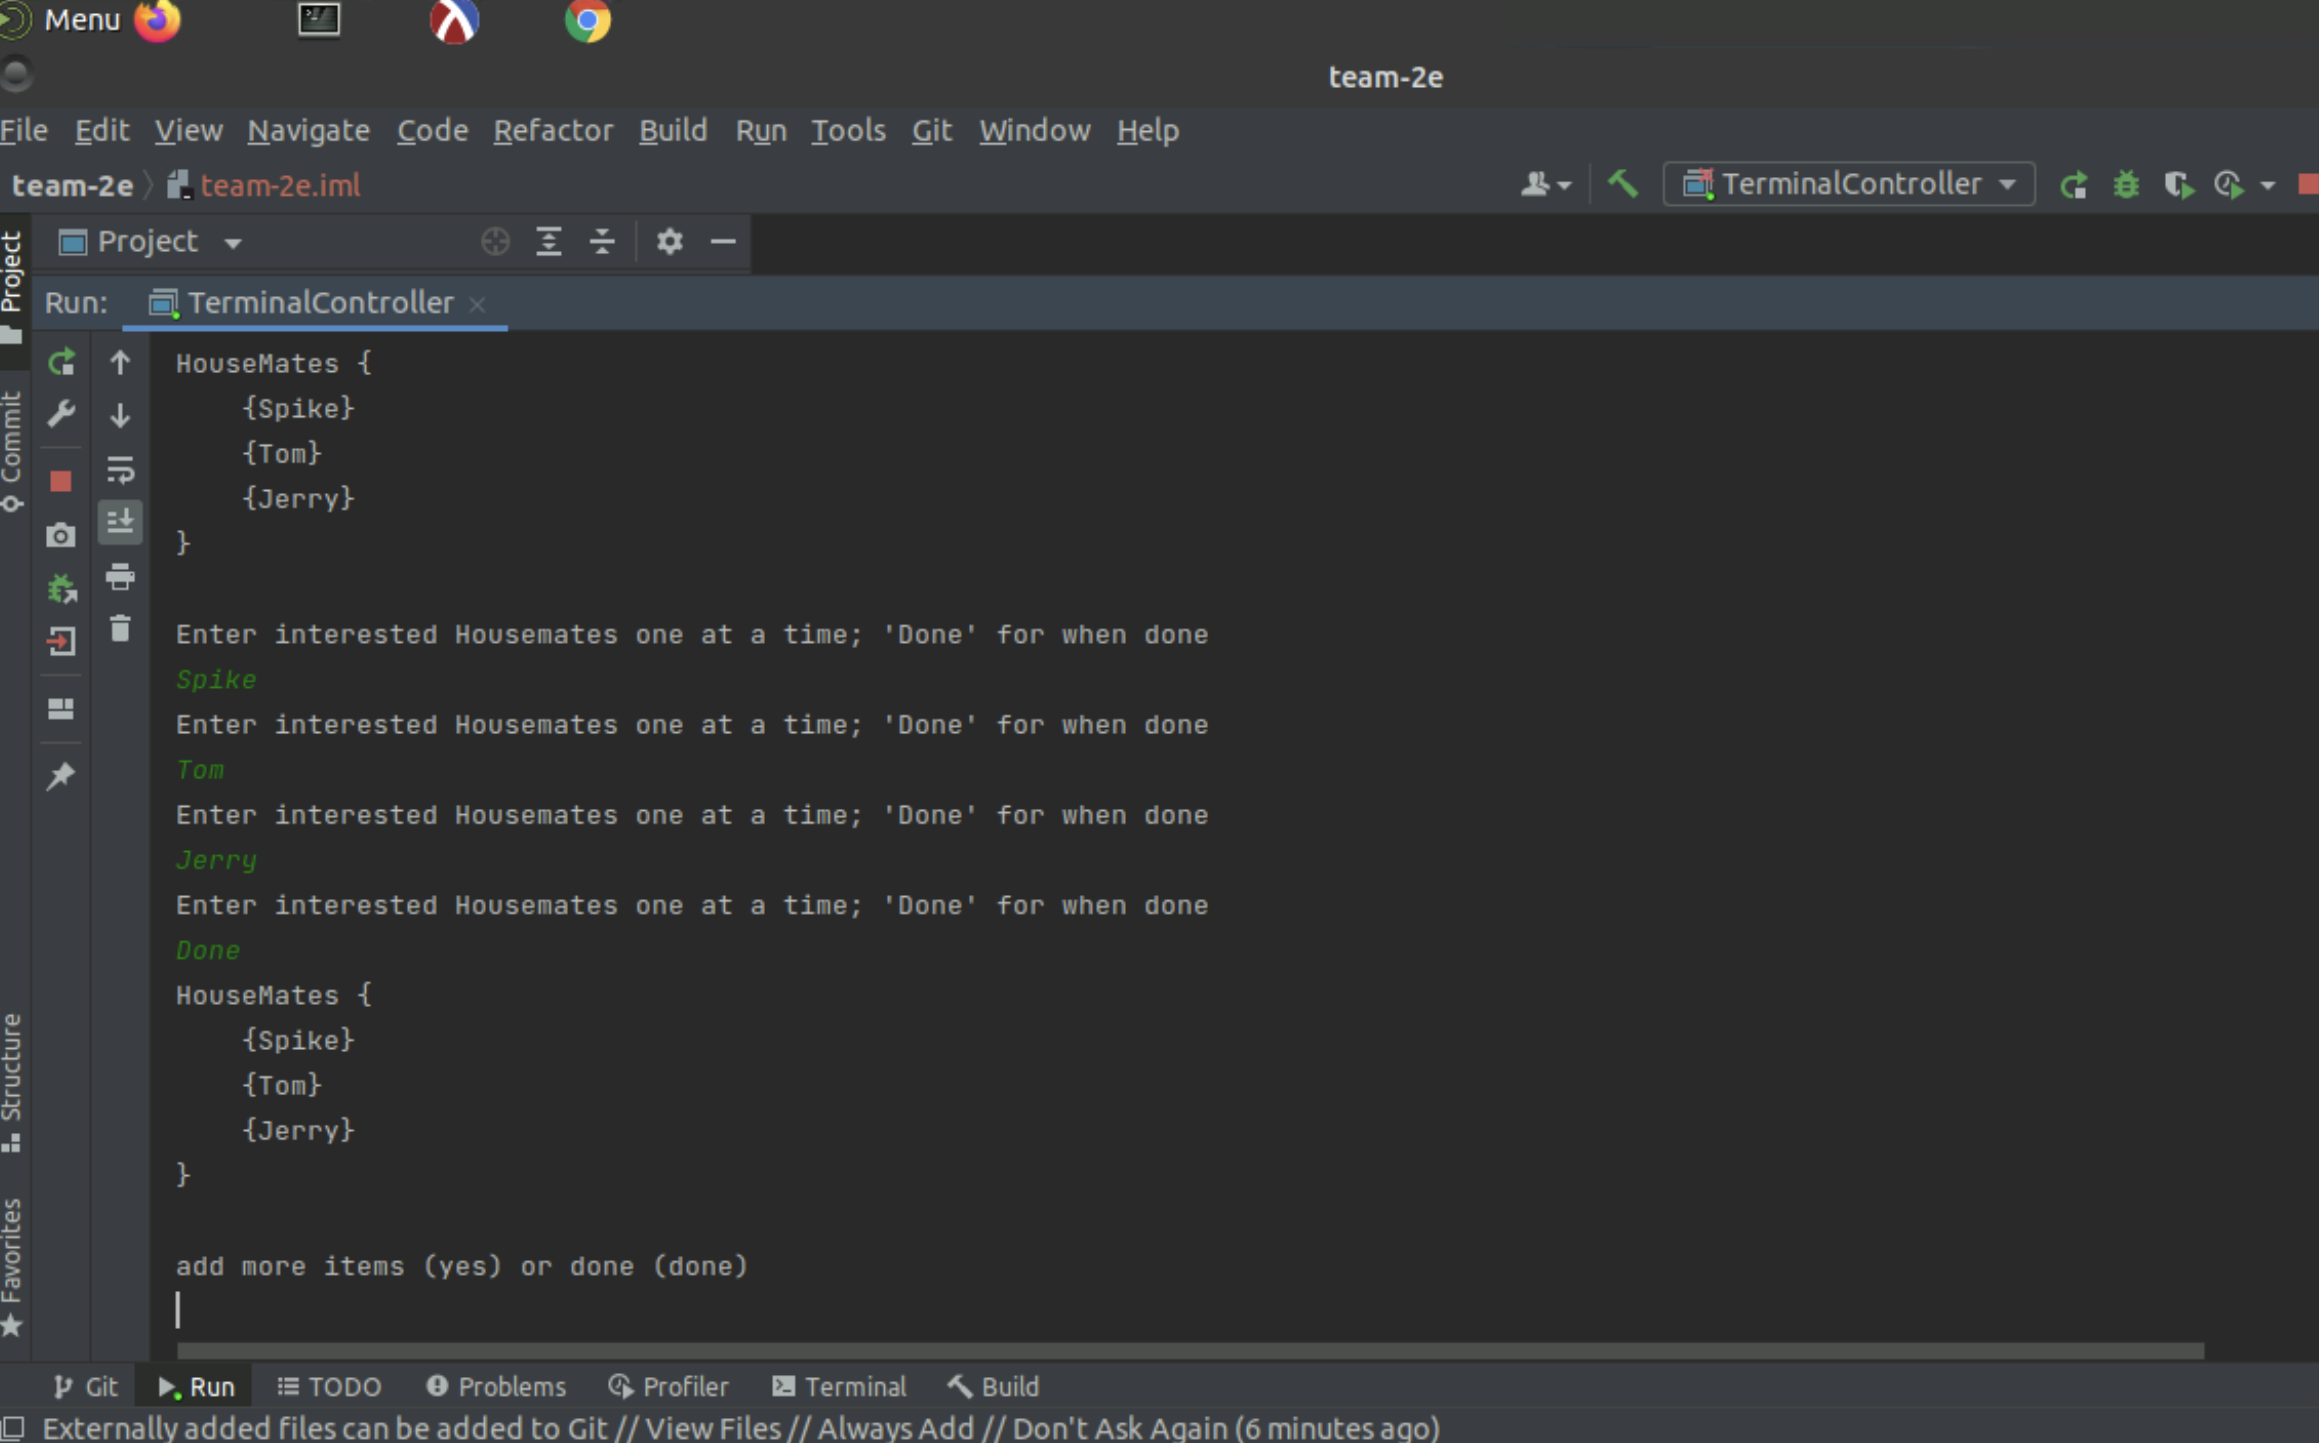 Menu
team-2e
File Edit View Navigate Code Refactor Build Run Tools Git Window Help
team-2e team-2e.iml TerminalController
Project
Project
Run: TerminalController
Commit
HouseMates {
{Spike}
{Tom}
{Jerry}
}
Enter interested Housemates one at a time; 'Done' for when done
Spike
Enter interested Housemates one at a time; 'Done' for when done
Tom
Enter interested Housemates one at a time; 'Done' for when done
Jerry
Enter interested Housemates one at a time; 'Done' for when done
Done
HouseMates {
{Spike}
{Tom}
{Jerry}
}
add more items (yes) or done (done)
Structure
Favorites
Git Run TODO Problems Profiler Terminal Build
Externally added files can be added to Git // View Files // Always Add // Don't Ask Again (6 minutes ago)